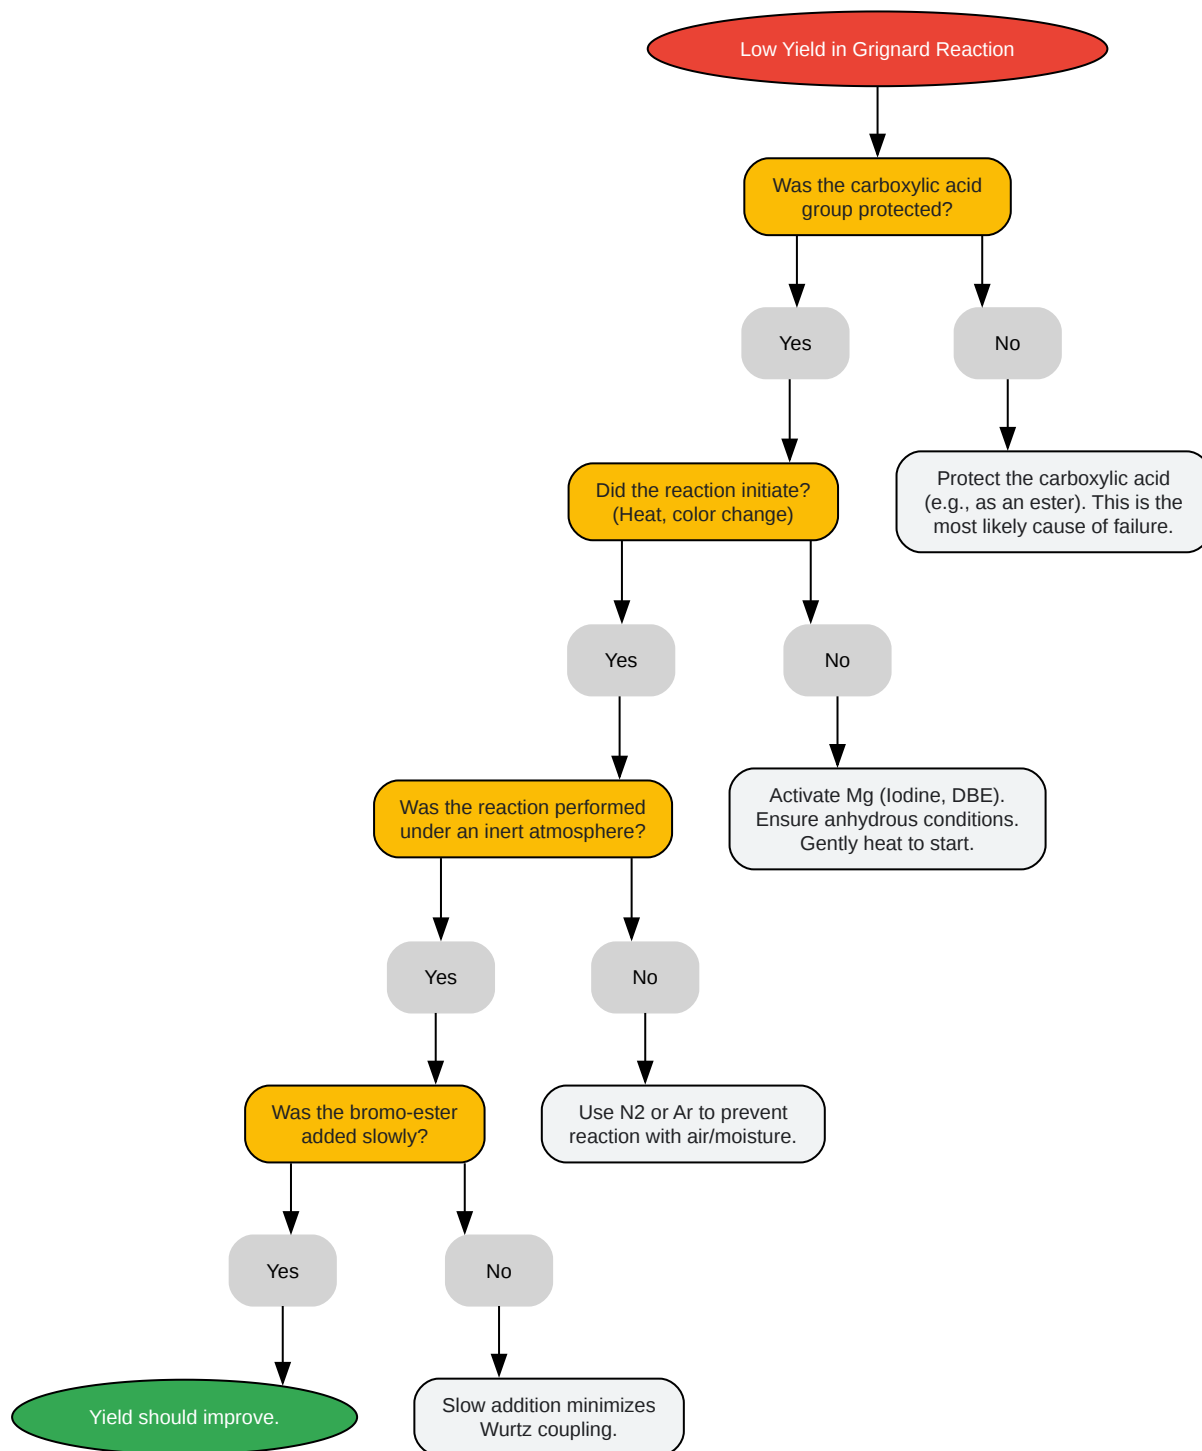 Low Yield in Grignard Reaction
Was the carboxylic acid
group protected?
Yes
No
Protect the carboxylic acid
(e.g., as an ester). This is the
most likely cause of failure.
Did the reaction initiate?
(Heat, color change)
Yes
No
Activate Mg (Iodine, DBE).
Ensure anhydrous conditions.
Gently heat to start.
Was the reaction performed
under an inert atmosphere?
Yes
No
Use N2 or Ar to prevent
reaction with air/moisture.
Was the bromo-ester
added slowly?
Yes
No
Yield should improve.
Slow addition minimizes
Wurtz coupling.